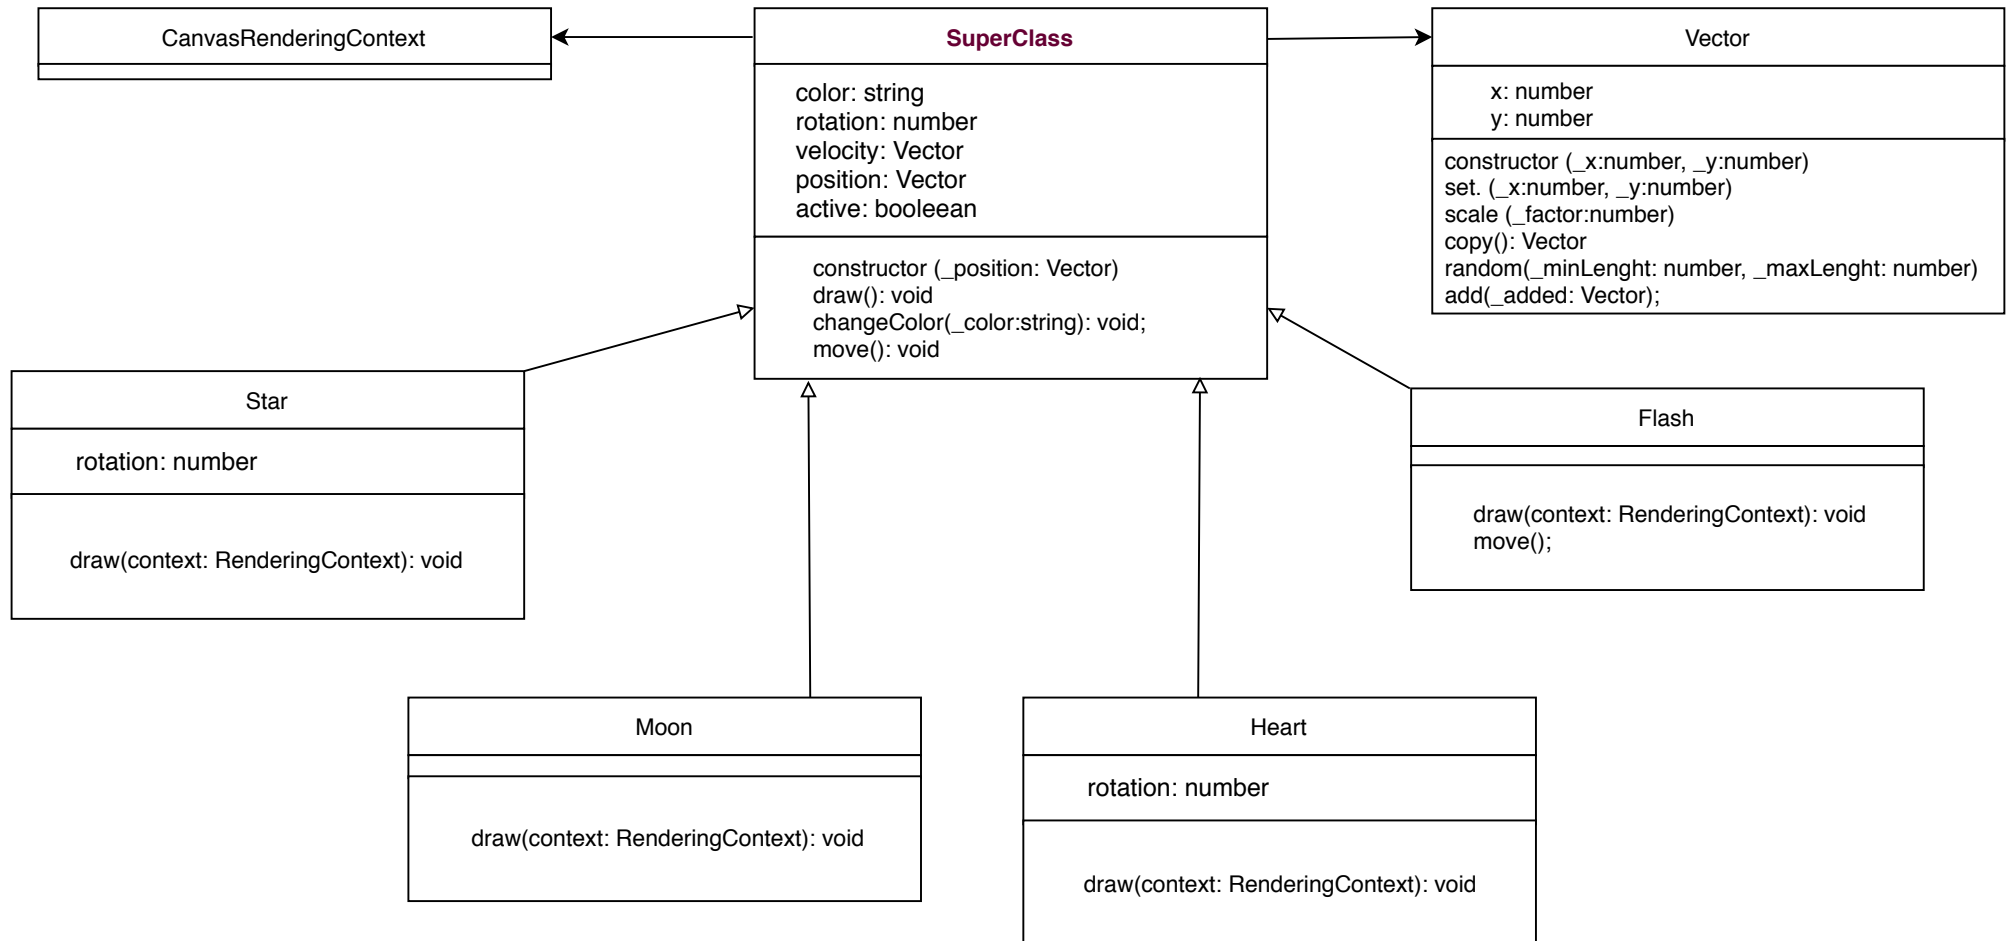 CanvasRenderingContext
SuperClass
color: string
rotation: number
velocity: Vector
position: Vector
active: booleean
constructor (_position: Vector)
draw(): void
changeColor(_color:string): void;
move(): void
Vector
x: number
y: number
constructor (_x:number, _y:number)
set. (_x:number, _y:number)
scale (_factor:number)
copy(): Vector
random(_minLenght: number, _maxLenght: number)
add(_added: Vector);
Star
rotation: number
draw(context: RenderingContext): void
Flash
draw(context: RenderingContext): void
move();
Moon
draw(context: RenderingContext): void
Heart
rotation: number
draw(context: RenderingContext): void